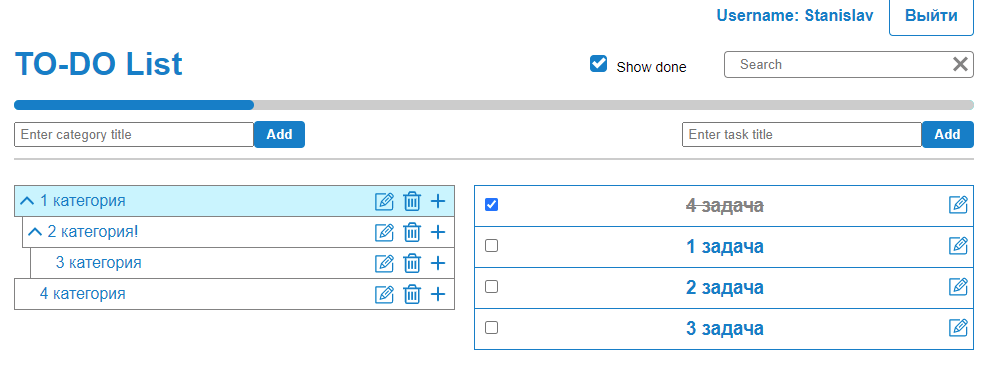 Username: Stanislav Выйти
TO-DO List
Show done
Search
Enter category title Add
Enter task title Add
1 категория
2 категория!
3 категория
4 категория
4 задача
1 задача
2 задача
3 задача